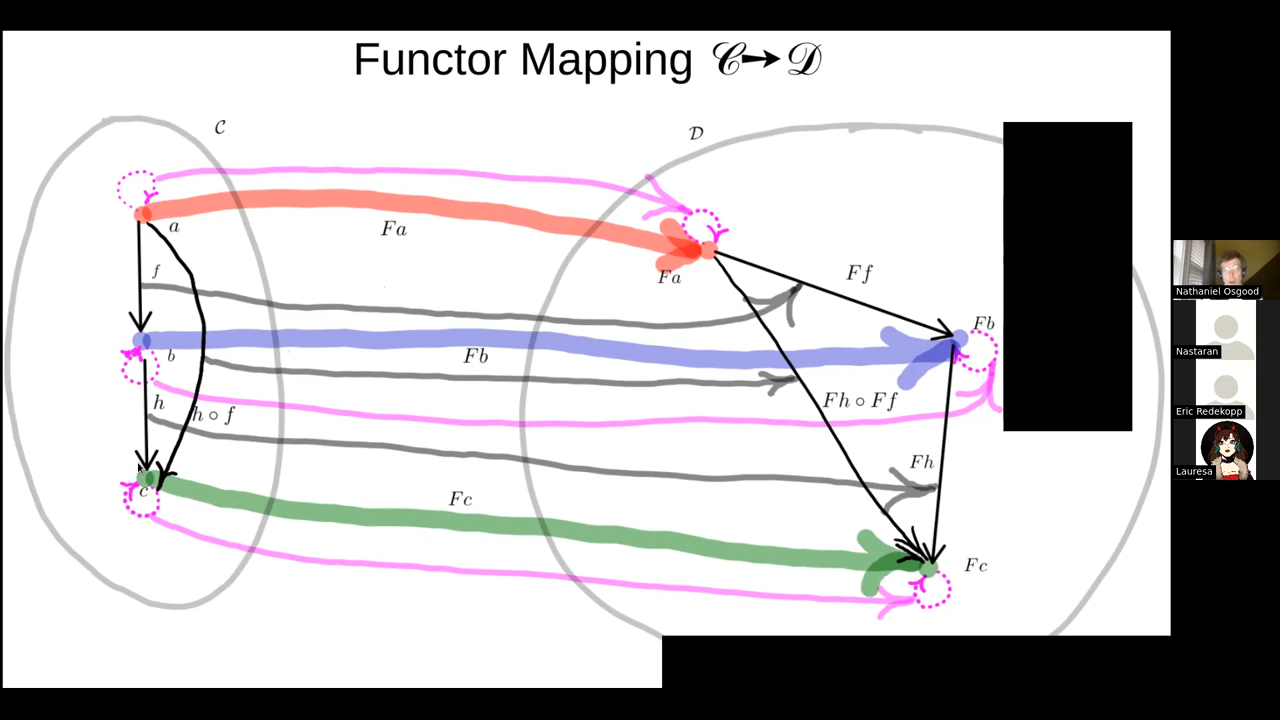 Functor Mapping 𝒞→𝒟
𝒞
𝒟
a
Fa
f
Fa
Ff
Fb
b
Fb
h
h ∘ f
Fh ∘ Ff
Fh
c
Fc
Fc
Nathaniel Osgood
Nastaran
Eric Redekopp
Lauresa